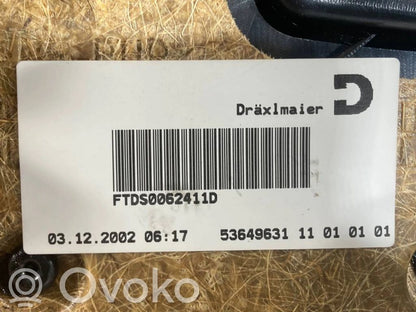 Dräxlmaier D
FTDS0062411D
03.12.2002 06:17 53649631 11 01 01 01
OVOKO